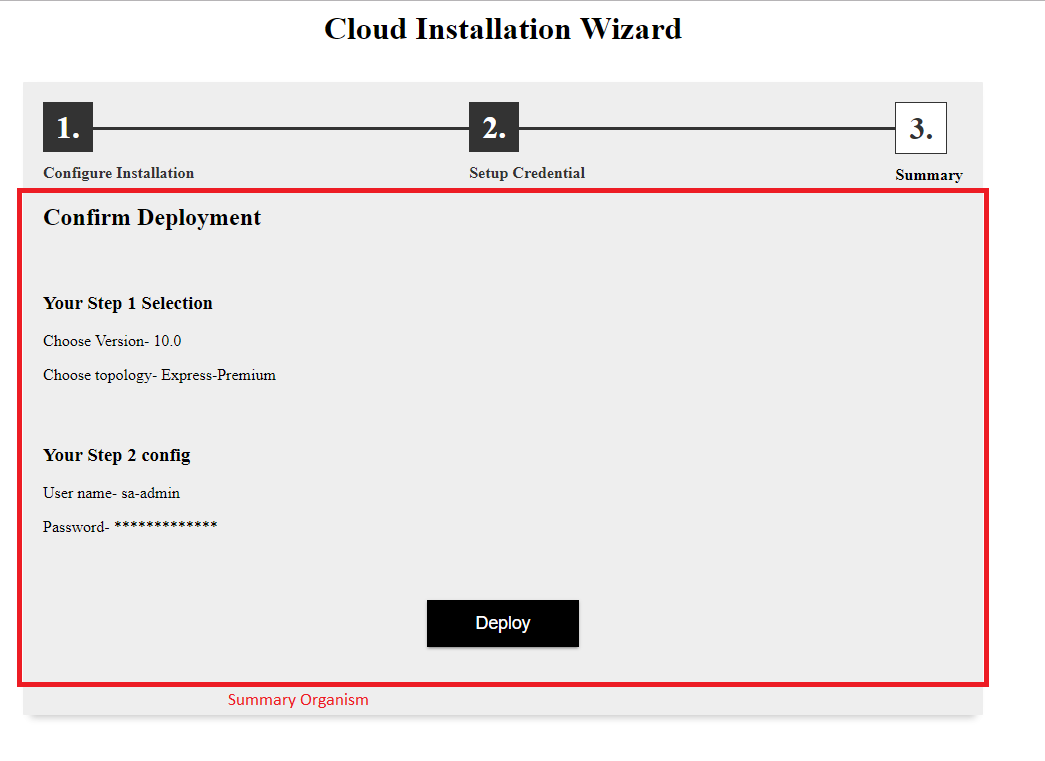 Cloud Installation Wizard
1. 2. 3.
Configure Installation Setup Credential Summary
Confirm Deployment
Your Step 1 Selection
Choose Version- 10.0
Choose topology- Express-Premium
Your Step 2 config
User name- sa-admin
Password- *************
Deploy
Summary Organism